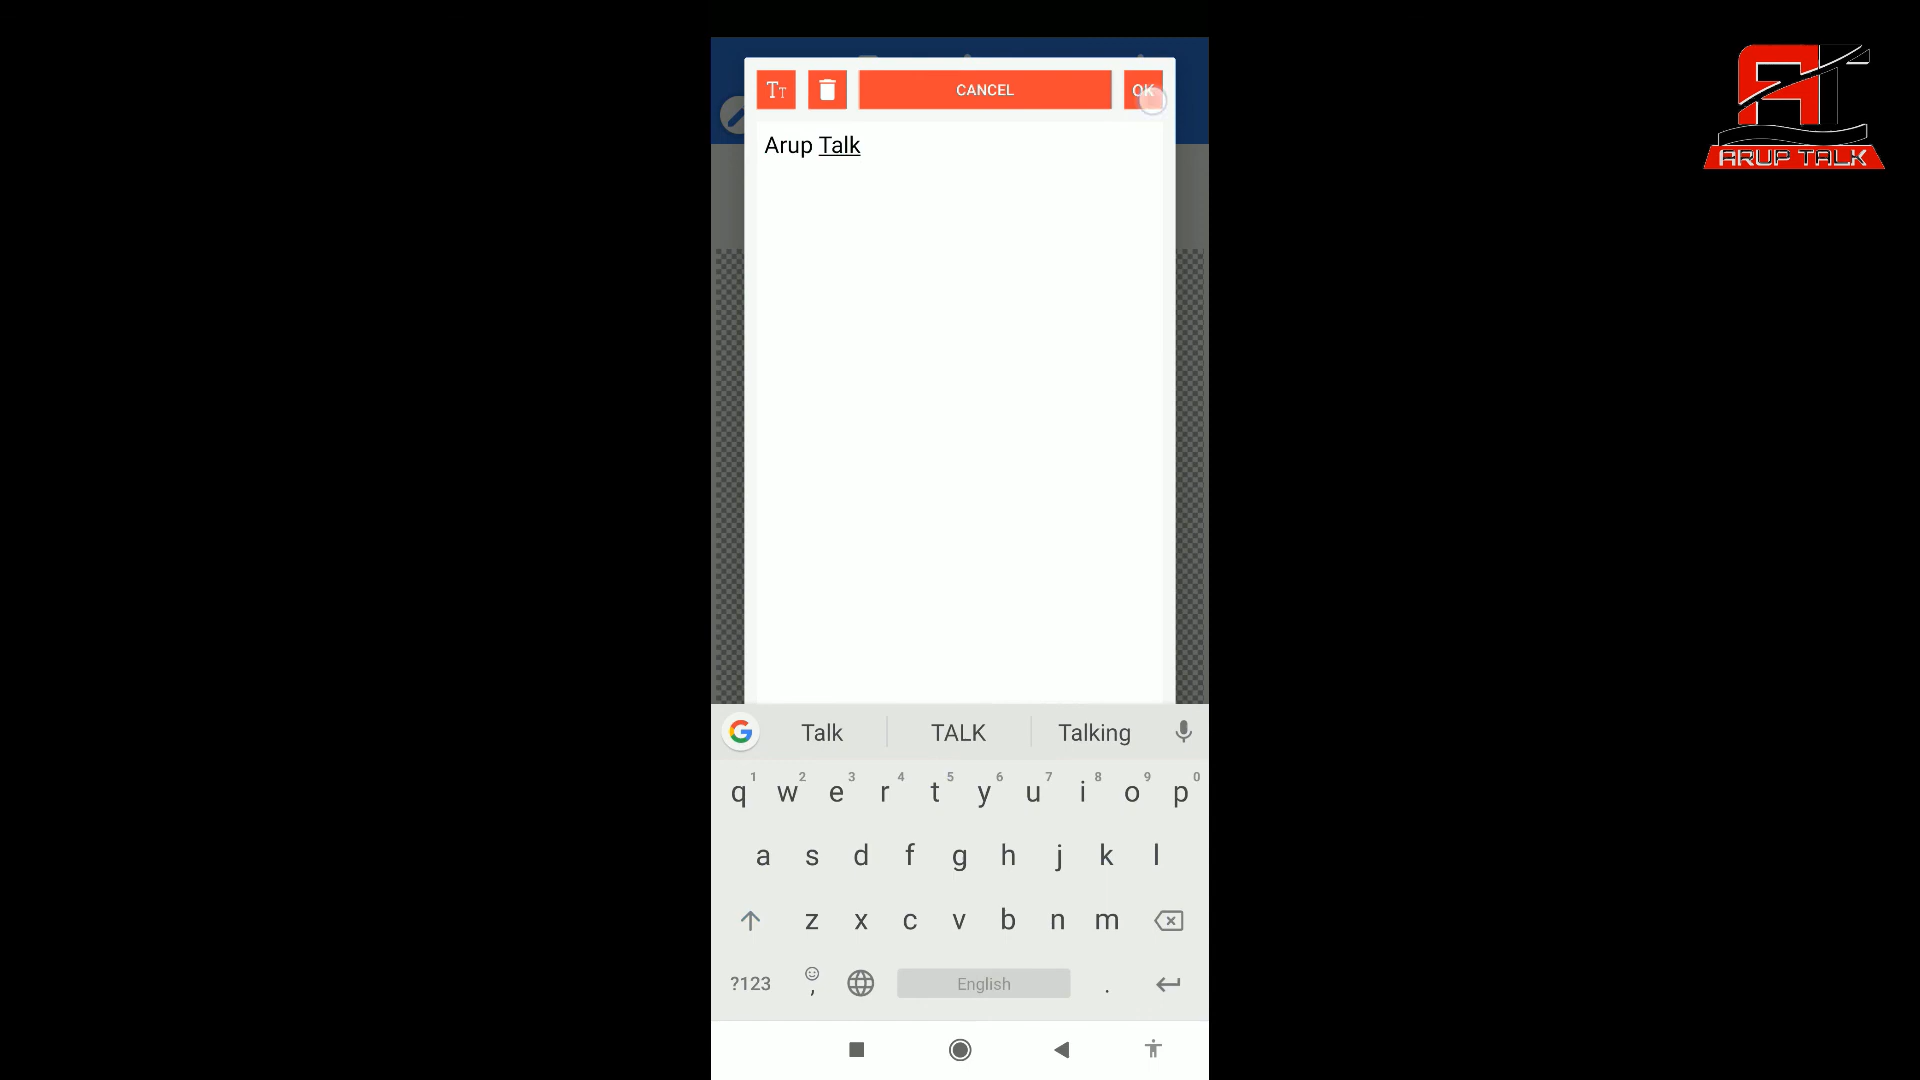 TT CANCEL OK
Arup Talk
ARUP TALK
Talk TALK Talking
1 2 3 4 5 6 7 8 9 0
q w e r t y u i o p
a s d f g h j k l
z x c v b n m
?123 , English .